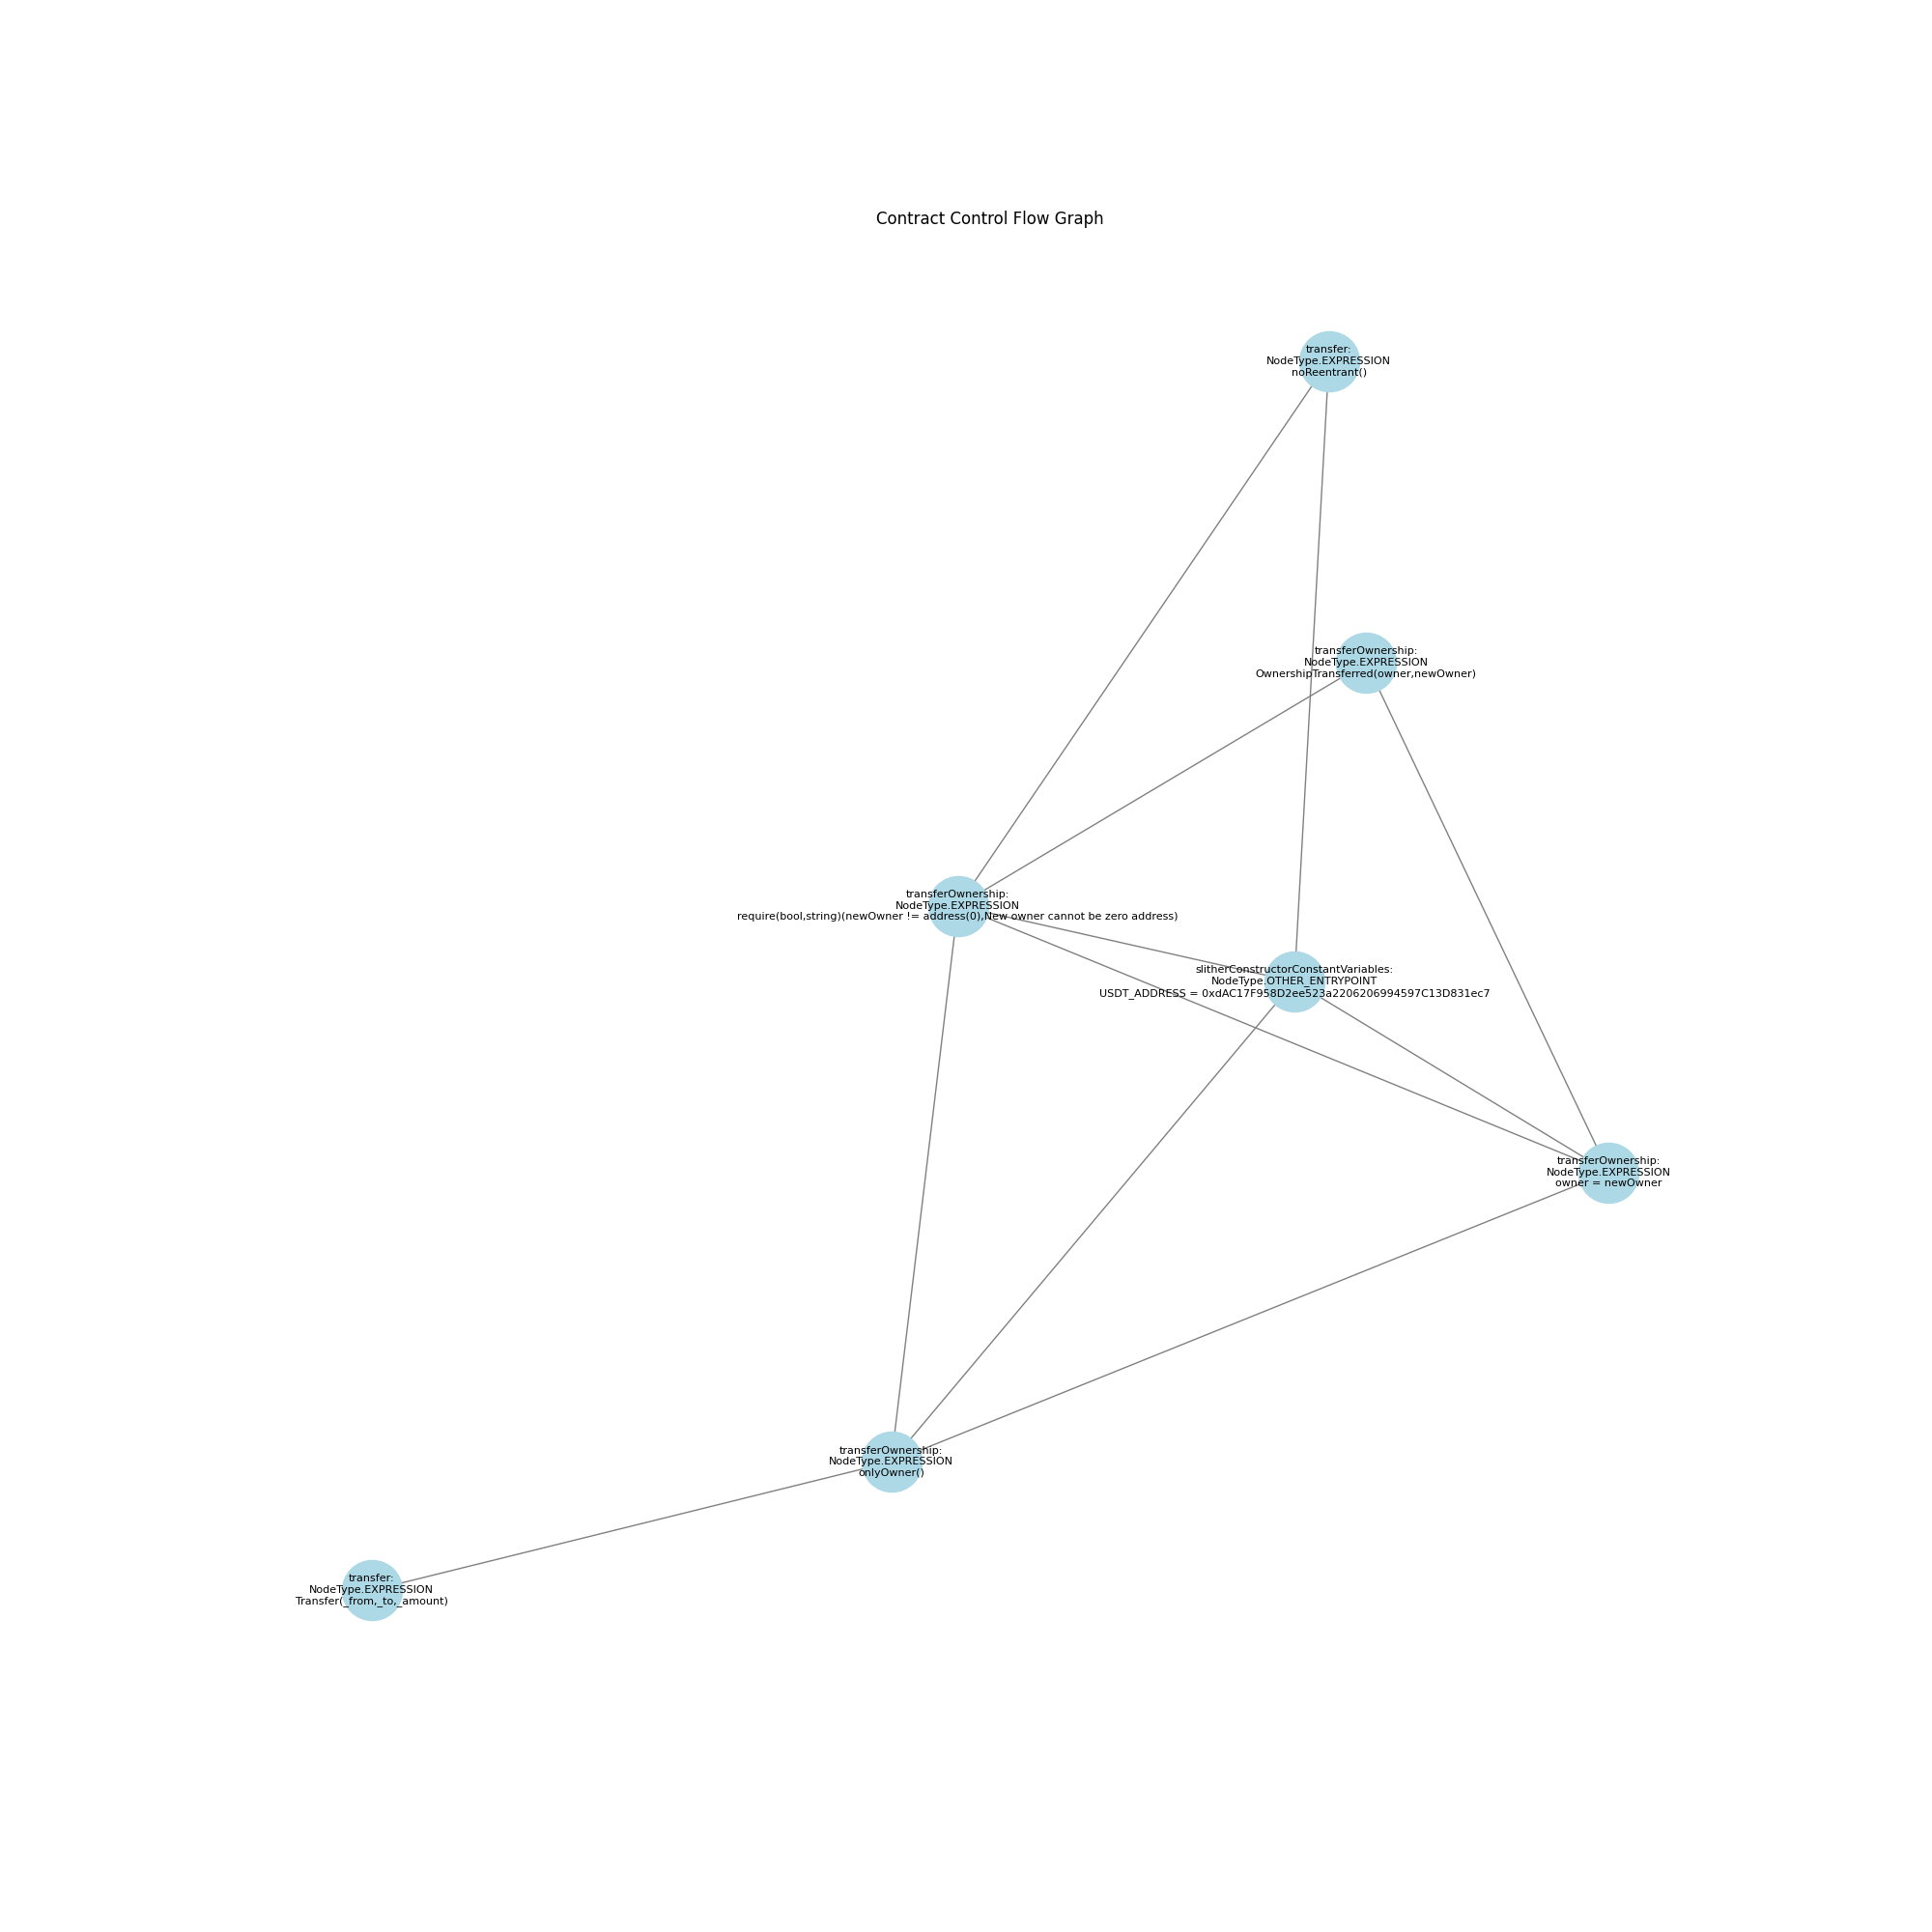 Contract Control Flow Graph
transfer:
NodeType.EXPRESSION
noReentrant()
transferOwnership:
NodeType.EXPRESSION
OwnershipTransferred(owner,newOwner)
transferOwnership:
NodeType.EXPRESSION
require(bool,string)(newOwner != address(0),New owner cannot be zero address)
slitherConstructorConstantVariables:
NodeType.OTHER_ENTRYPOINT
USDT_ADDRESS = 0xdAC17F958D2ee523a2206206994597C13D831ec7
transferOwnership:
NodeType.EXPRESSION
owner = newOwner
transferOwnership:
NodeType.EXPRESSION
onlyOwner()
transfer:
NodeType.EXPRESSION
Transfer(_from,_to,_amount)